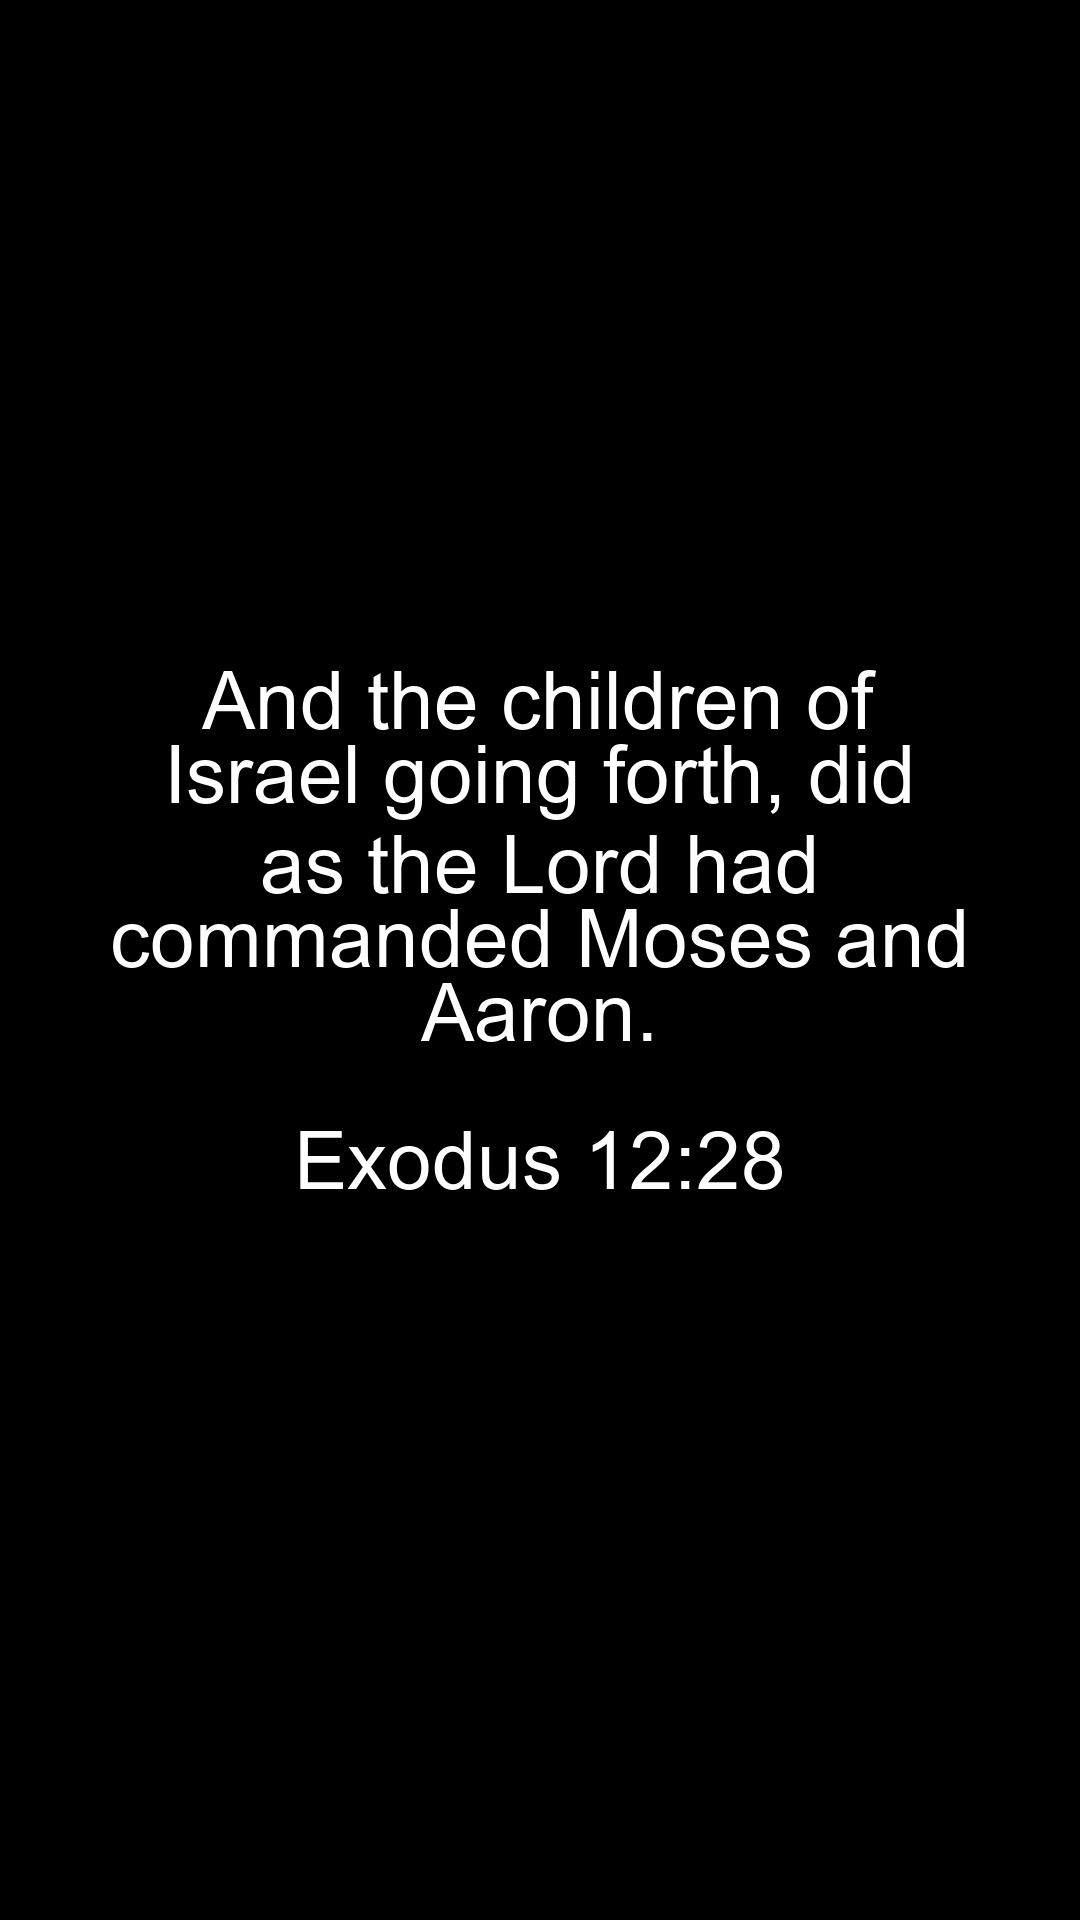 And the children of
Israel going forth, did
as the Lord had
commanded Moses and
Aaron.
Exodus 12:28